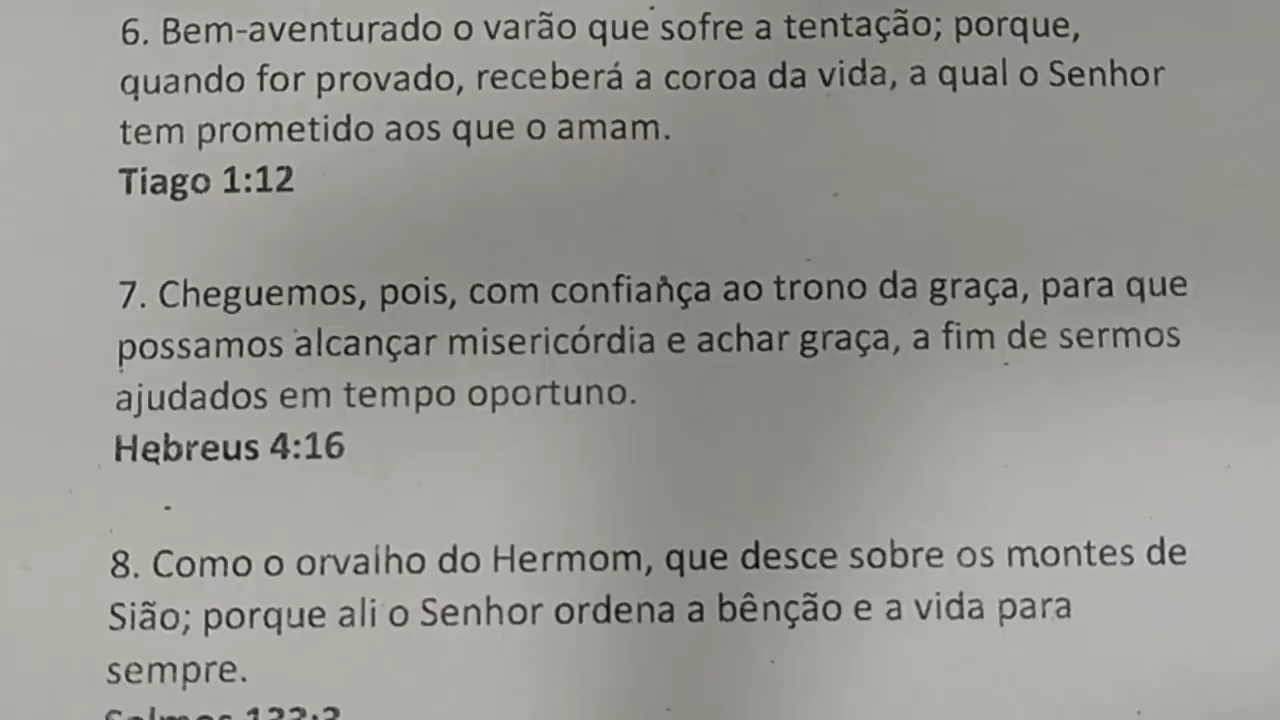 6. Bem-aventurado o varão que sofre a tentação; porque,
quando for provado, receberá a coroa da vida, a qual o Senhor
tem prometido aos que o amam.
Tiago 1:12
7. Cheguemos, pois, com confiança ao trono da graça, para que
possamos alcançar misericórdia e achar graça, a fim de sermos
ajudados em tempo oportuno.
Hebreus 4:16
8. Como o orvalho do Hermom, que desce sobre os montes de
Sião; porque ali o Senhor ordena a bênção e a vida para
sempre.